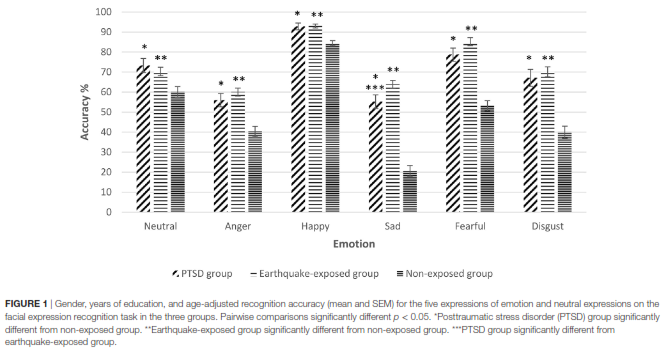 100
90
80
70
60
50
40
30
20
10
0
Accuracy %
* **
* **
* **
* **
***
* **
* **
Neutral Anger Happy Sad Fearful Disgust
Emotion
PTSD group Earthquake-exposed group Non-exposed group
FIGURE 1 | Gender, years of education, and age-adjusted recognition accuracy (mean and SEM) for the five expressions of emotion and neutral expressions on the
facial expression recognition task in the three groups. Pairwise comparisons significantly different p < 0.05. *Posttraumatic stress disorder (PTSD) group significantly
different from non-exposed group. **Earthquake-exposed group significantly different from non-exposed group. ***PTSD group significantly different from
earthquake-exposed group.